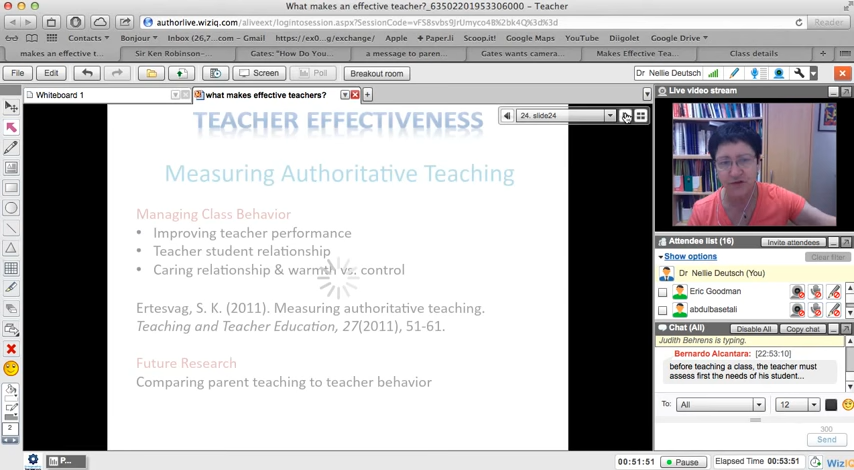 What makes an effective teacher?_63502201953306000 - Teacher
authorlive.wiziq.com/aliveext/logintosession.aspx?SessionCode=vF58svbs9JrUmyco4B%2bk4Q%3d%3d
Reader
Contacts Bonjour Inbox (26,7...com Gmail https://ex0...g/exchange/ Apple +Paper.Li Scoop.it! Google Maps YouTube Diigolet Google Drive
makes an effective t... Sir Ken Robinson-... Gates: "How Do You... a message to paren... Gates wants camera... Makes Effective Tea... Class details
File Edit Screen Poll Breakout room Dr Nellie Deutsch
Whiteboard 1 what makes effective teachers?
Live video stream
24. slide24
TEACHER EFFECTIVENESS
Measuring Authoritative Teaching
Managing Class Behavior
• Improving teacher performance
• Teacher student relationship
• Caring relationship & warmth vs. control
Ertesvag, S. K. (2011). Measuring authoritative teaching.
Teaching and Teacher Education, 27(2011), 51-61.
Future Research
Comparing parent teaching to teacher behavior
Attendee list (16) Invite attendees
Show options Clear filter
Dr Nellie Deutsch (You)
Eric Goodman
abdulbasetali
Chat (All) Disable All Copy chat
Judith Behrens is typing.
Bernardo Alcantara: [22:53:10]
before teaching a class, the teacher must
assess first the needs of his student...
To: All 12
300
Send
2
P...
00:51:51 Pause Elapsed Time 00:53:51 WizIQ